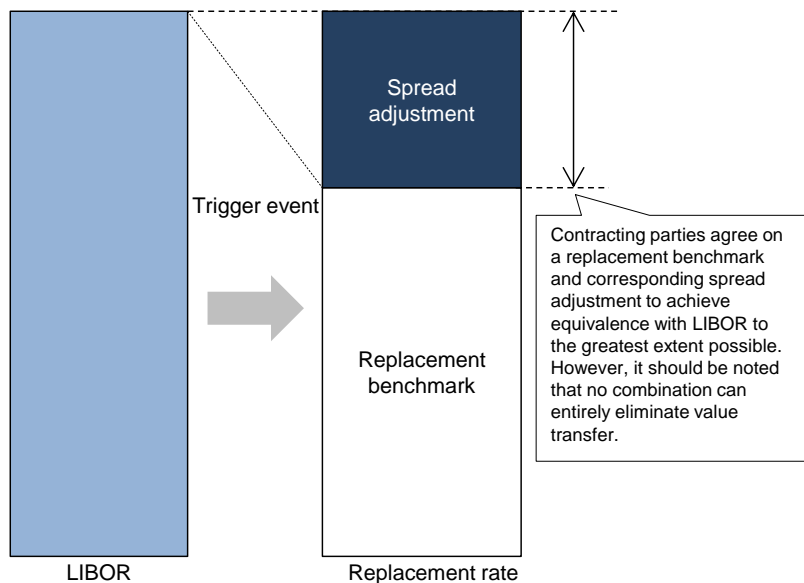 Spread
adjustment
Trigger event
Contracting parties agree on
a replacement benchmark
and corresponding spread
adjustment to achieve
equivalence with LIBOR to
the greatest extent possible.
However, it should be noted
that no combination can
entirely eliminate value
transfer.
Replacement
benchmark
LIBOR
Replacement rate